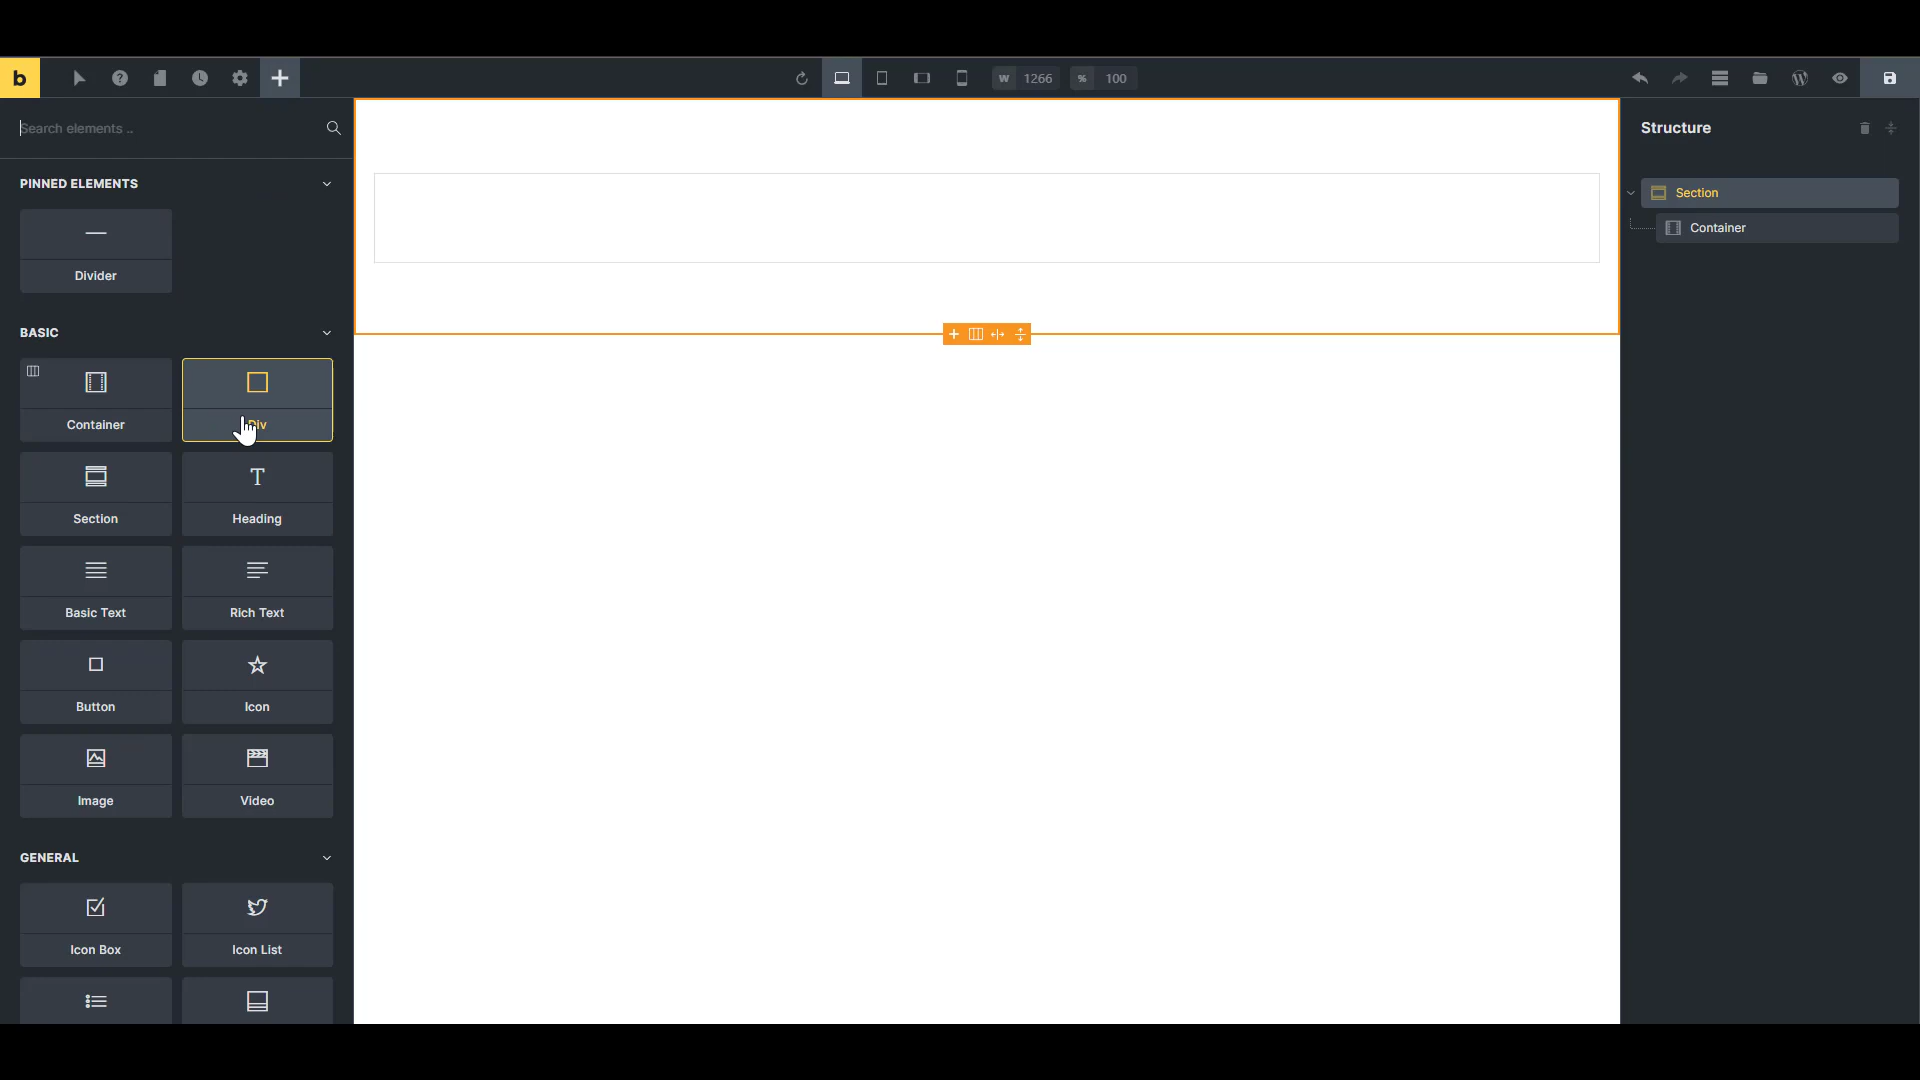 b
W 1266 % 100
Search elements ..
Structure
PINNED ELEMENTS
Section
Container
Divider
BASIC
Container
Div
Section Heading
Basic Text Rich Text
Button Icon
Image Video
GENERAL
Icon Box Icon List